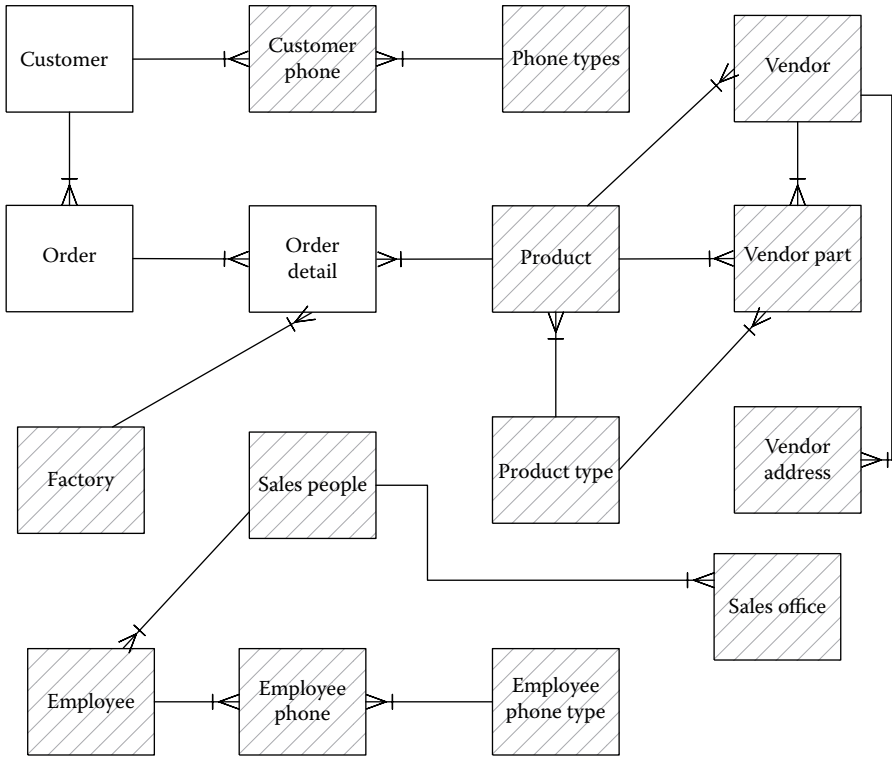 Customer
Customer
phone
Phone types
Vendor
Order
Order
detail
Product
Vendor part
Factory
Sales people
Product type
Vendor
address
Sales office
Employee
Employee
phone
Employee
phone type